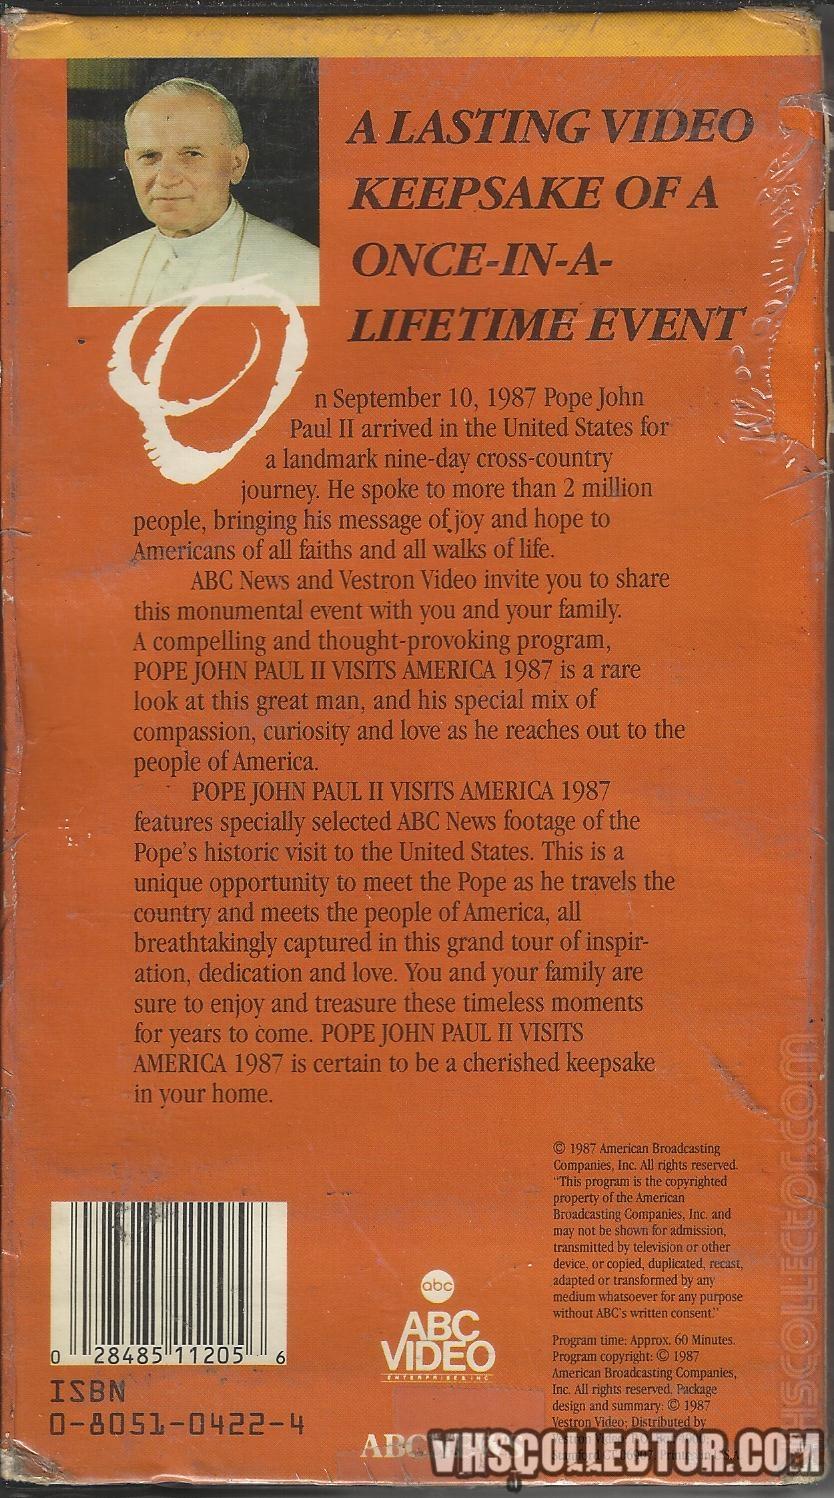 A LASTING VIDEO
KEEPSAKE OF A
ONCE-IN-A-
LIFETIME EVENT
On September 10, 1987 Pope John
Paul II arrived in the United States for
a landmark nine-day cross-country
journey. He spoke to more than 2 million
people, bringing his message of joy and hope to
Americans of all faiths and all walks of life.
ABC News and Vestron Video invite you to share
this monumental event with you and your family.
A compelling and thought-provoking program,
POPE JOHN PAUL II VISITS AMERICA 1987 is a rare
look at this great man, and his special mix of
compassion, curiosity and love as he reaches out to the
people of America.
POPE JOHN PAUL II VISITS AMERICA 1987
features specially selected ABC News footage of the
Pope's historic visit to the United States. This is a
unique opportunity to meet the Pope as he travels the
country and meets the people of America, all
breathtakingly captured in this grand tour of inspir-
ation, dedication and love. You and your family are
sure to enjoy and treasure these timeless moments
for years to come. POPE JOHN PAUL II VISITS
AMERICA 1987 is certain to be a cherished keepsake
in your home.
© 1987 American Broadcasting
Companies, Inc. All rights reserved.
"This program is the copyrighted
property of the American
Broadcasting Companies, Inc. and
may not be shown for admission,
transmitted by television or other
device, or copied, duplicated, recast,
adapted or transformed by any
medium whatsoever for any purpose
without ABC's written consent."
Program time: Approx. 60 Minutes.
Program copyright: © 1987
American Broadcasting Companies,
Inc. All rights reserved. Package
design and summary: © 1987
Vestron Video; Distributed by
0 28485 11205 6
ISBN
0-8051-0422-4
abc
ABC
VIDEO
ENTERPRISES INC
ABC
VHSCOLLECTOR.COM
VHSCOLLECTOR.COM